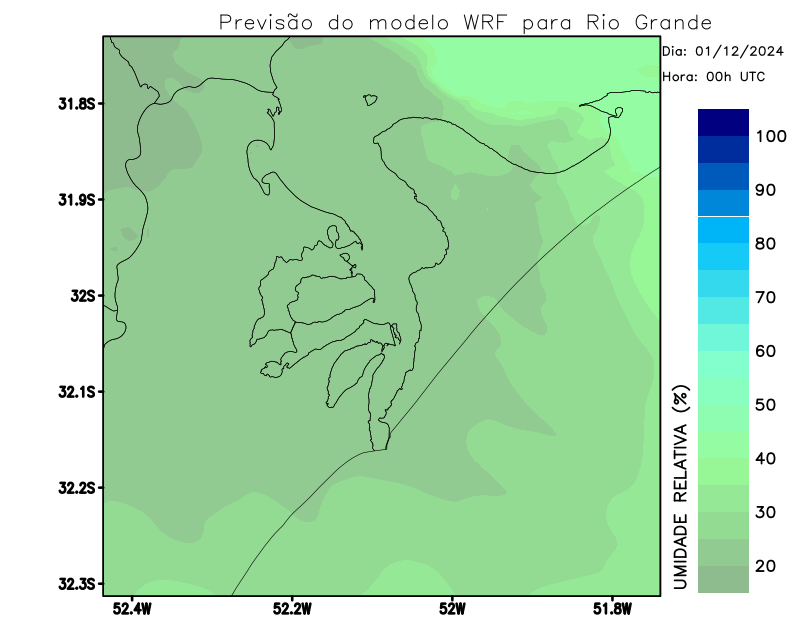 Previsão do modelo WRF para Rio Grande
Dia: 01/12/2024
Hora: 00h UTC
31.8S
31.9S
32S
32.1S
32.2S
32.3S
52.4W
52.2W
52W
51.8W
100
90
80
70
60
50
40
30
20
UMIDADE RELATIVA (%)